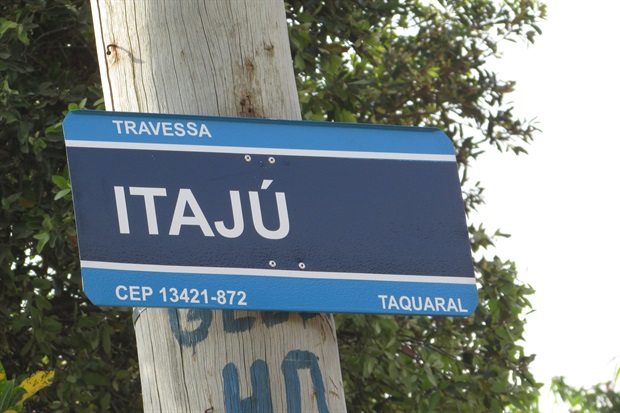 TRAVESSA
ITAJÚ
CEP 13421-872
TAQUARAL